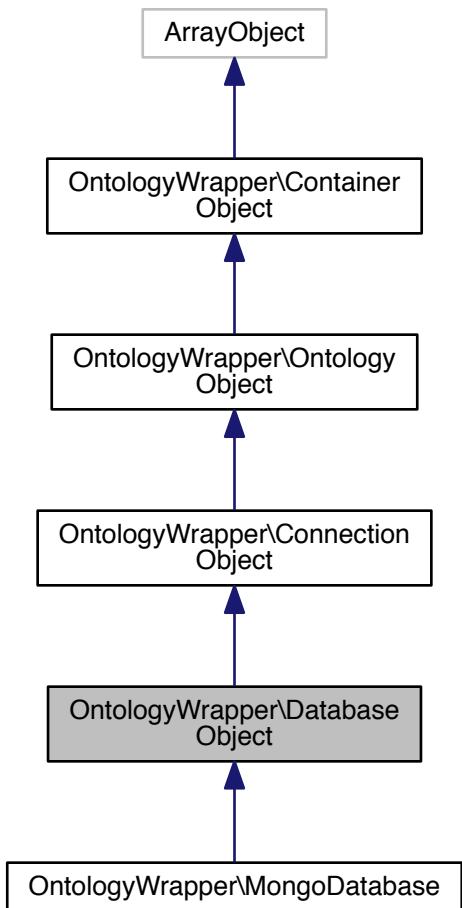 ArrayObject
OntologyWrapper\Container
Object
OntologyWrapper\Ontology
Object
OntologyWrapper\Connection
Object
OntologyWrapper\Database
Object
OntologyWrapper\MongoDatabase